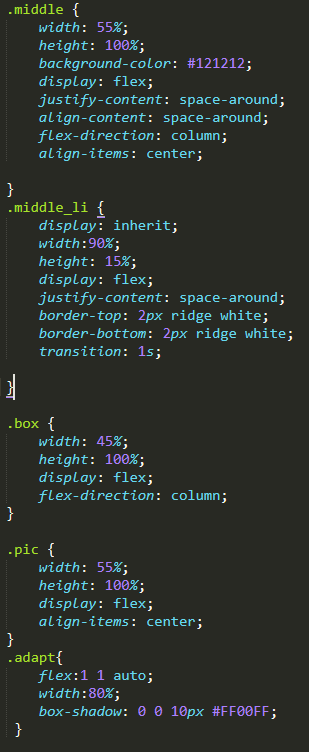 .middle {
width: 55%;
height: 100%;
background-color: #121212;
display: flex;
justify-content: space-around;
align-content: space-around;
flex-direction: column;
align-items: center;
}
.middle_li {
display: inherit;
width:90%;
height: 15%;
display: flex;
justify-content: space-around;
border-top: 2px ridge white;
border-bottom: 2px ridge white;
transition: 1s;
}
.box {
width: 45%;
height: 100%;
display: flex;
flex-direction: column;
}
.pic {
width: 55%;
height: 100%;
display: flex;
align-items: center;
}
.adapt{
flex:1 1 auto;
width:80%;
box-shadow: 0 0 10px #FF00FF;
}